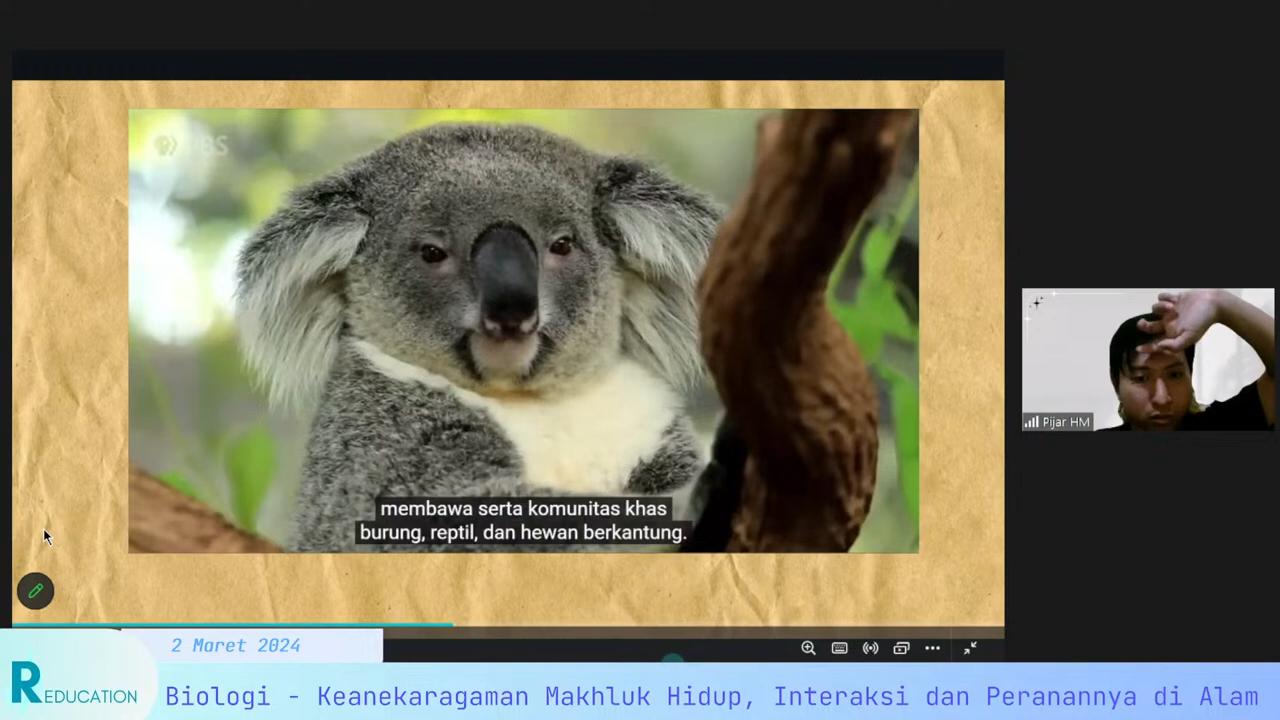 PBS
membawa serta komunitas khas
burung, reptil, dan hewan berkantung.
Pijar HM
2 Maret 2024
REDUCATION
Biologi - Keanekaragaman Makhluk Hidup, Interaksi dan Peranannya di Alam